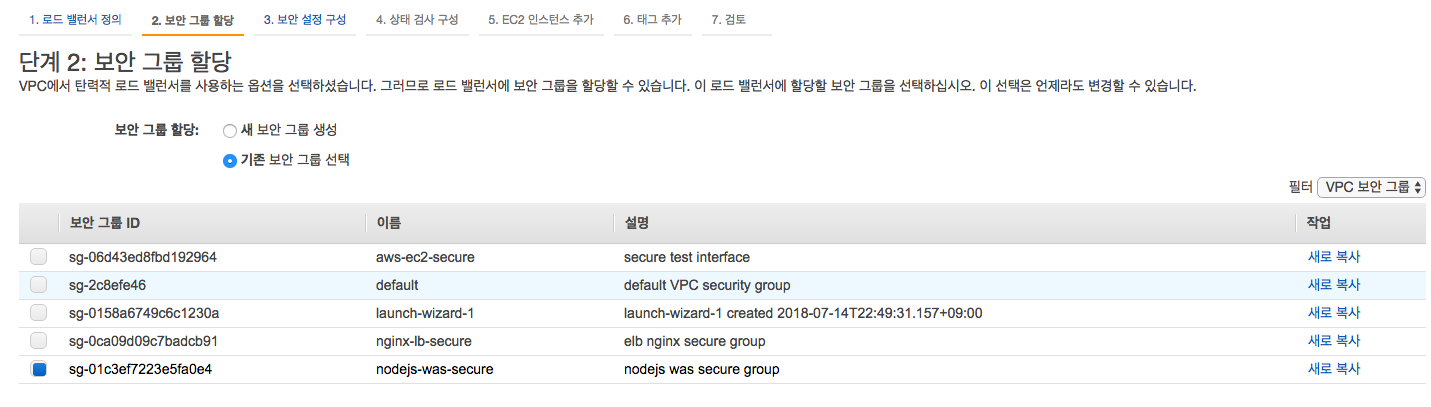 1. 로드 밸런서 정의 2. 보안 그룹 할당 3. 보안 설정 구성 4. 상태 검사 구성 5. EC2 인스턴스 추가 6. 태그 추가 7. 검토
단계 2: 보안 그룹 할당
VPC에서 탄력적 로드 밸런서를 사용하는 옵션을 선택하셨습니다. 그러므로 로드 밸런서에 보안 그룹을 할당할 수 있습니다. 이 로드 밸런서에 할당할 보안 그룹을 선택하십시오. 이 선택은 언제라도 변경할 수 있습니다.
보안 그룹 할당: 새 보안 그룹 생성
기존 보안 그룹 선택
필터 VPC 보안 그룹
보안 그룹 ID 이름 설명 작업
sg-06d43ed8fbd192964 aws-ec2-secure secure test interface 새로 복사
sg-2c8efe46 default default VPC security group 새로 복사
sg-0158a6749c6c1230a launch-wizard-1 launch-wizard-1 created 2018-07-14T22:49:31.157+09:00 새로 복사
sg-0ca09d09c7badcb91 nginx-lb-secure elb nginx secure group 새로 복사
sg-01c3ef7223e5fa0e4 nodejs-was-secure nodejs was secure group 새로 복사